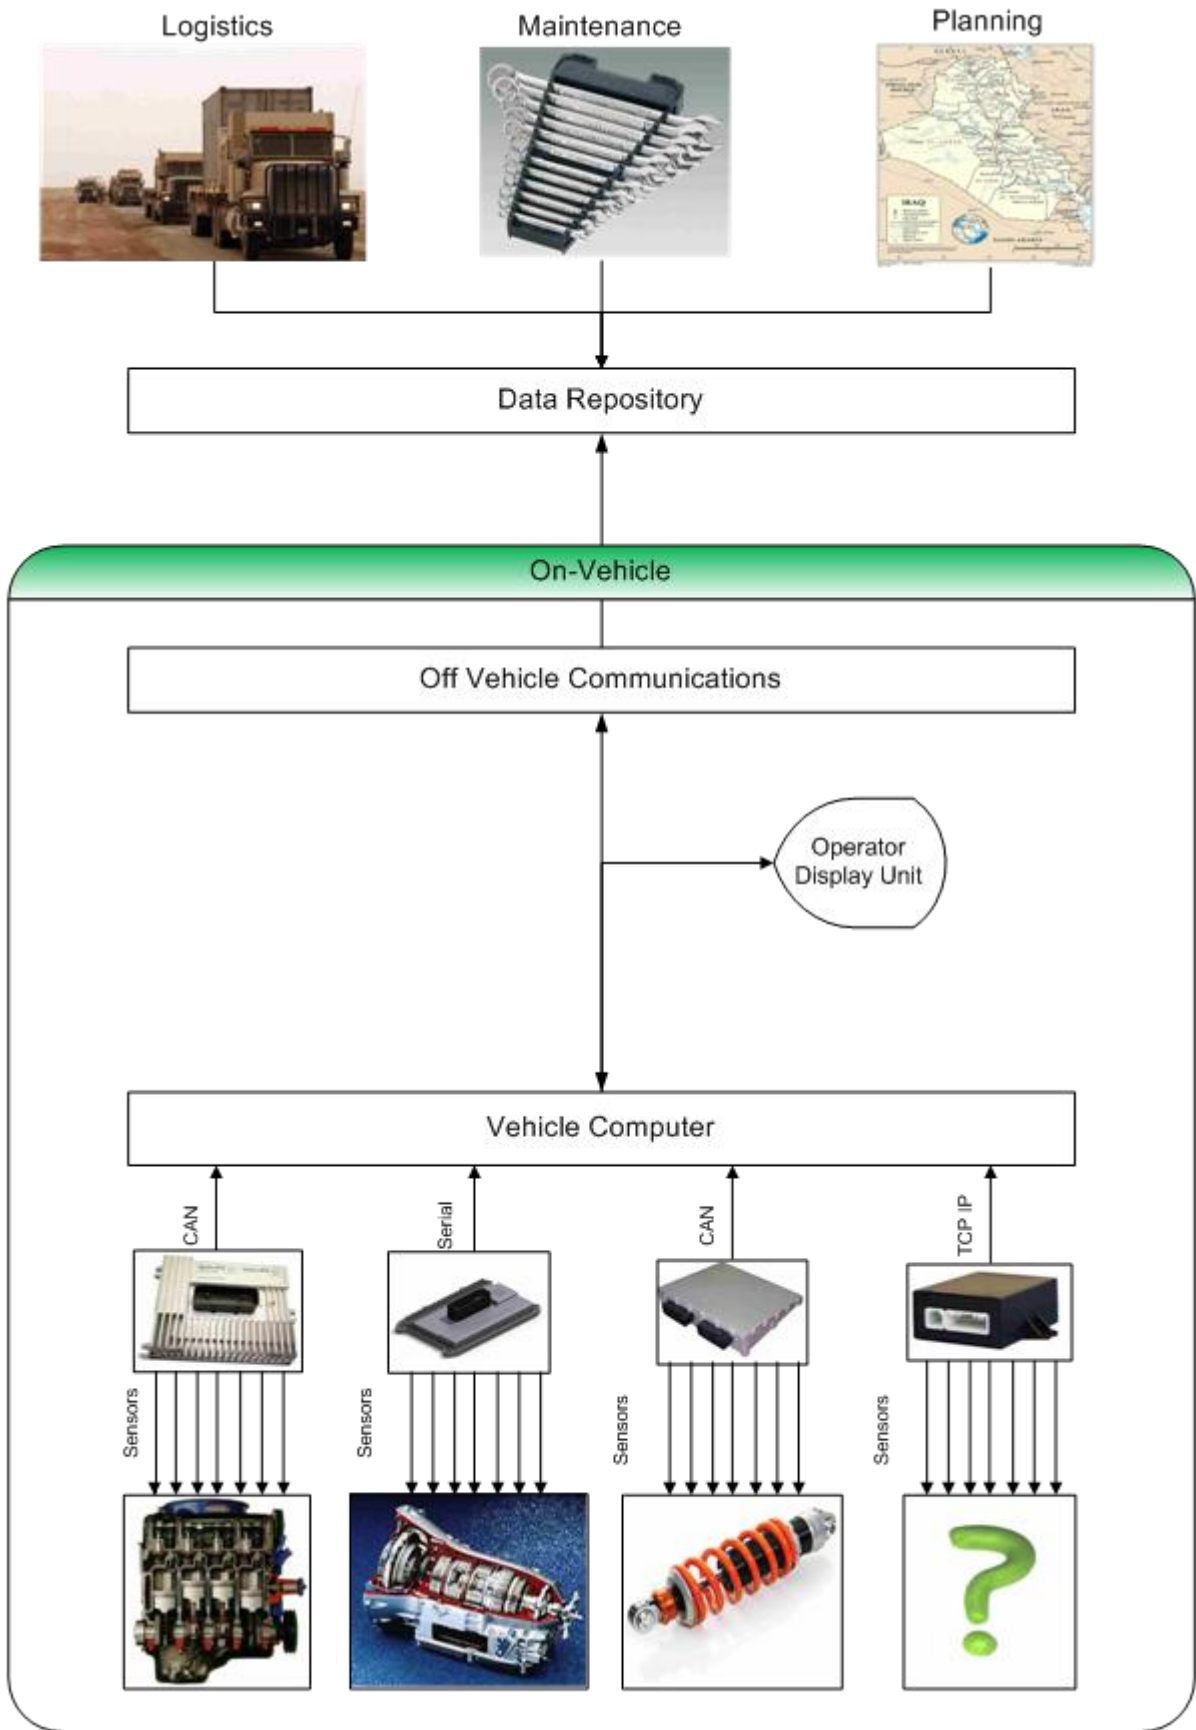 Logistics
Maintenance
Planning
IRAQ
Data Repository
On-Vehicle
Off Vehicle Communications
Operator
Display Unit
Vehicle Computer
CAN
Serial
CAN
TCP IP
Sensors
Sensors
Sensors
Sensors